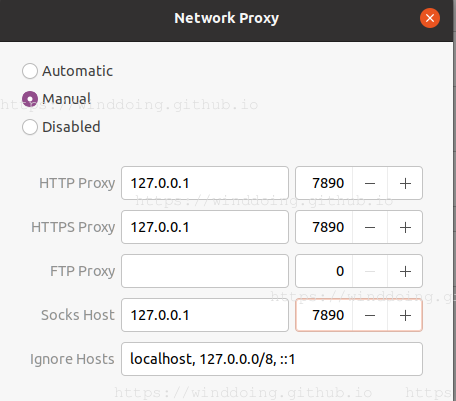 Network Proxy
Automatic
Manual
https://winddoing.github.io
Disabled
HTTP Proxy 127.0.0.1 7890 − +
https://winddoing.github.io
HTTPS Proxy 127.0.0.1 7890 − +
FTP Proxy 0 − +
https://winddoing.g
Socks Host 127.0.0.1 7890 − +
Ignore Hosts localhost, 127.0.0.0/8, ::1
https://winddoing.github.io https: